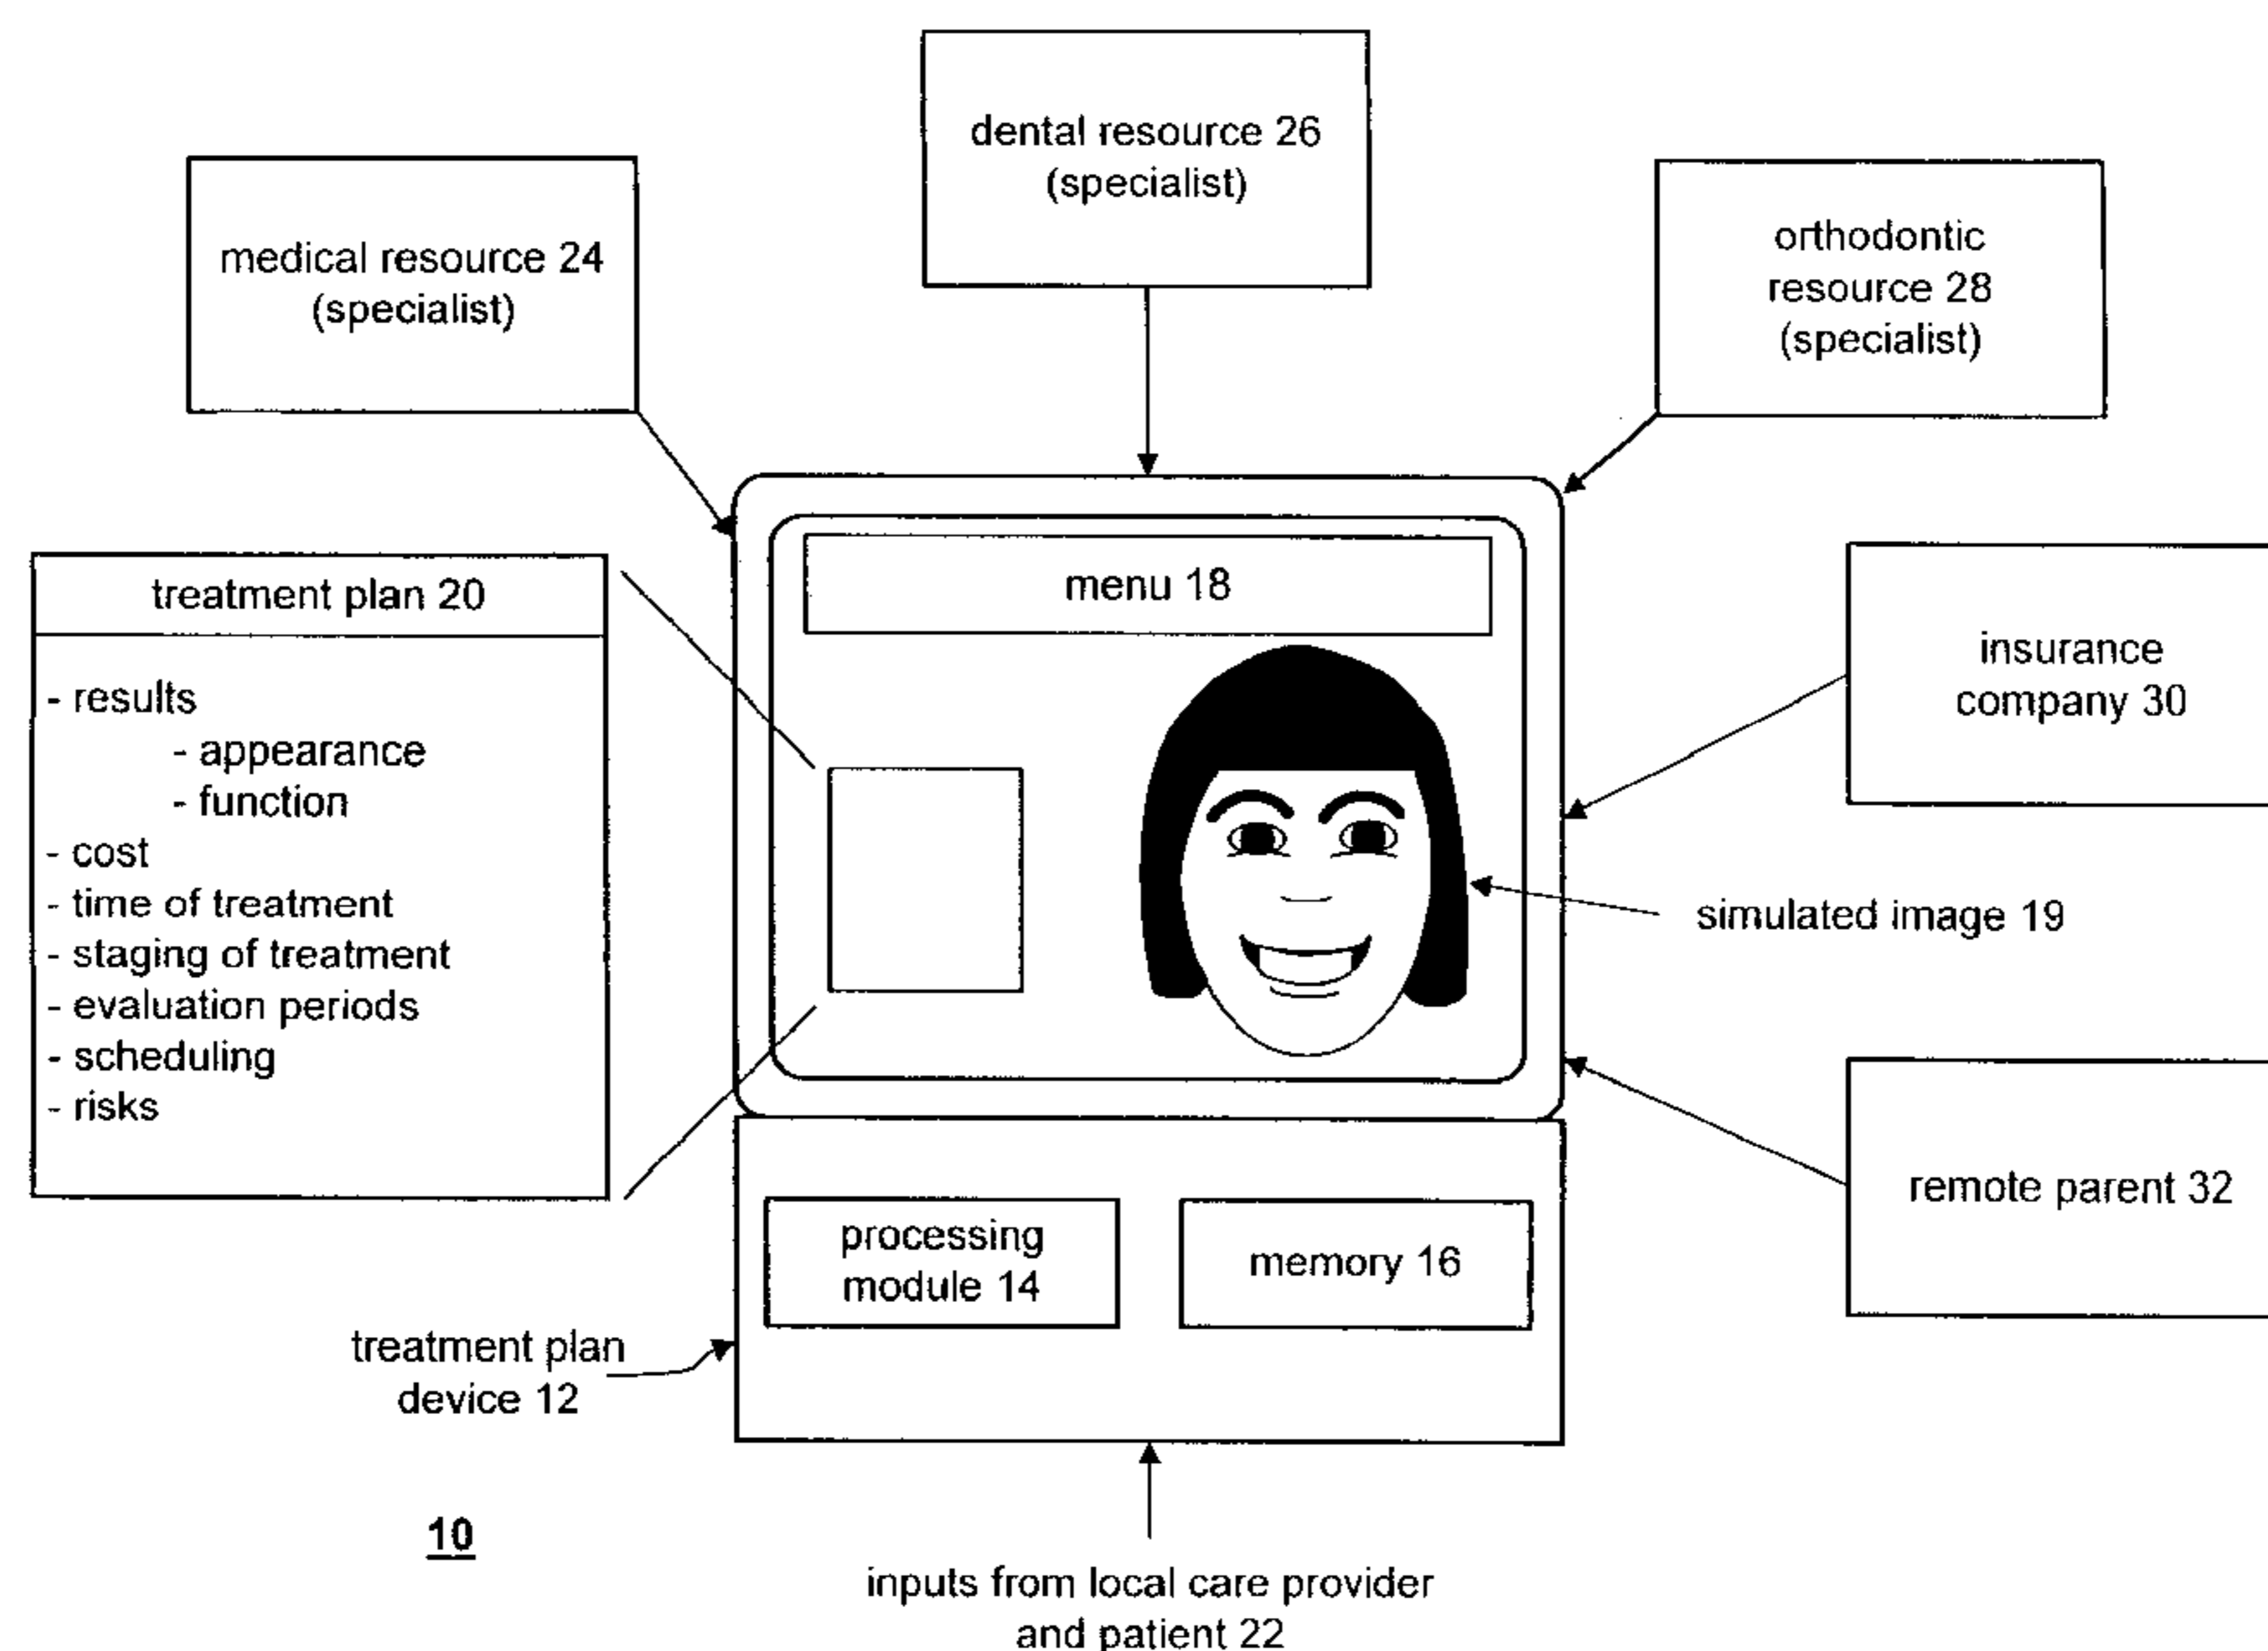 dental resource 26
(specialist)
medical resource 24
(specialist)
orthodontic
resource 28
(specialist)
treatment plan 20
- results
- appearance
- function
- cost
- time of treatment
- staging of treatment
- evaluation periods
- scheduling
- risks
menu 18
insurance
company 30
simulated image 19
remote parent 32
processing
module 14
memory 16
treatment plan
device 12
10
inputs from local care provider
and patient 22